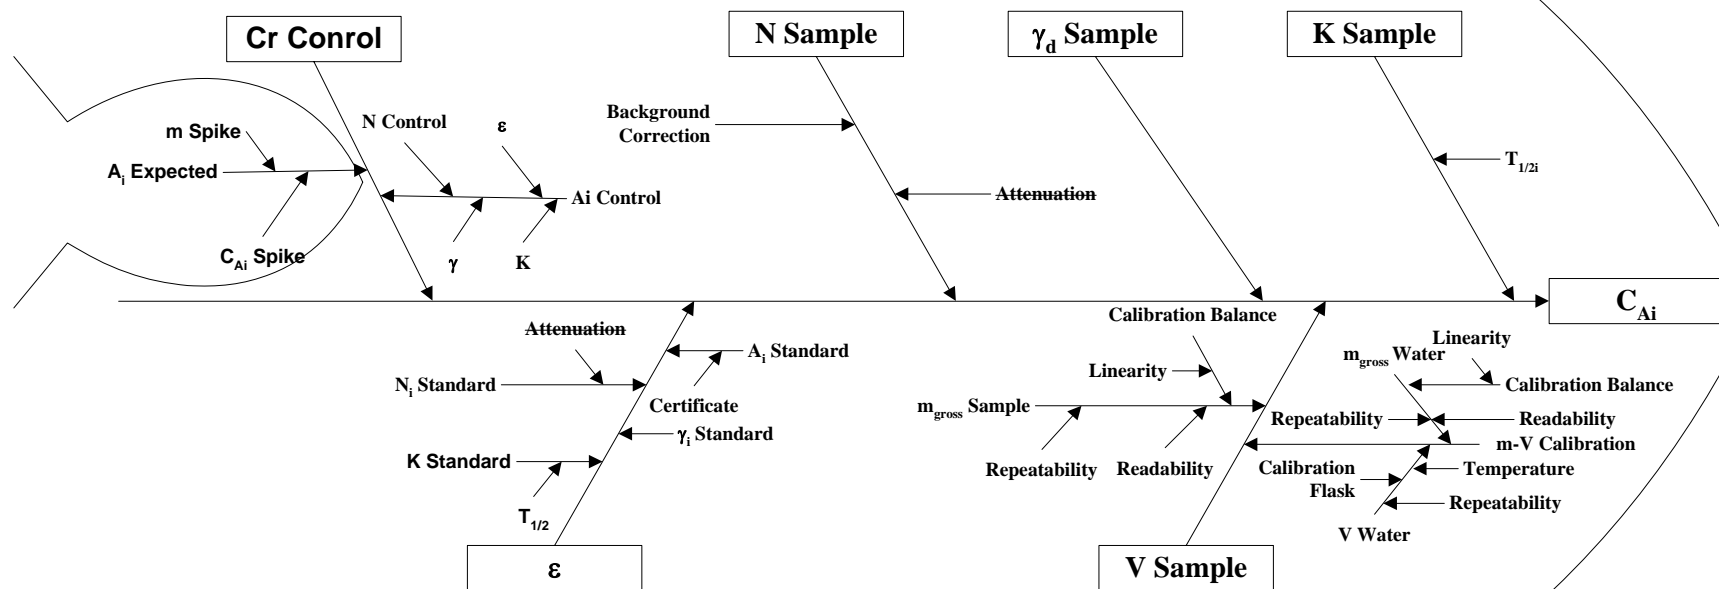 Cr Conrol
N Sample
γd Sample
K Sample
Background
Correction
N Control
ε
m Spike
Ai Expected
T1/2i
Attenuation
Ai Control
CAi Spike
γ
K
CAi
Calibration Balance
Attenuation
Ai Standard
Linearity
mgross Water
Linearity
Ni Standard
Calibration Balance
Certificate
mgross Sample
Repeatability
Readability
γi Standard
m-V Calibration
K Standard
Repeatability
Readability
Calibration
Flask
Temperature
Repeatability
T1/2
V Water
ε
V Sample